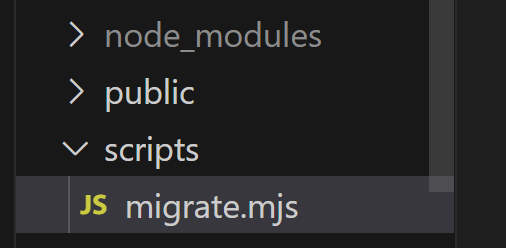 node_modules
public
scripts
JS migrate.mjs